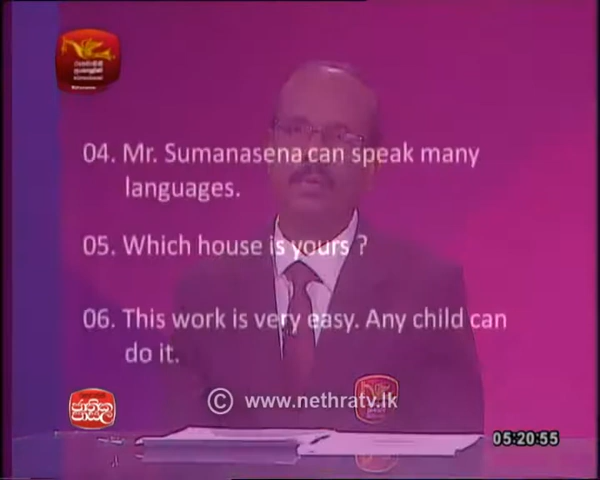 04. Mr. Sumanasena can speak many
languages.
05. Which house is yours ?
06. This work is very easy. Any child can
do it.
© www.nethratv.lk
05:20:55